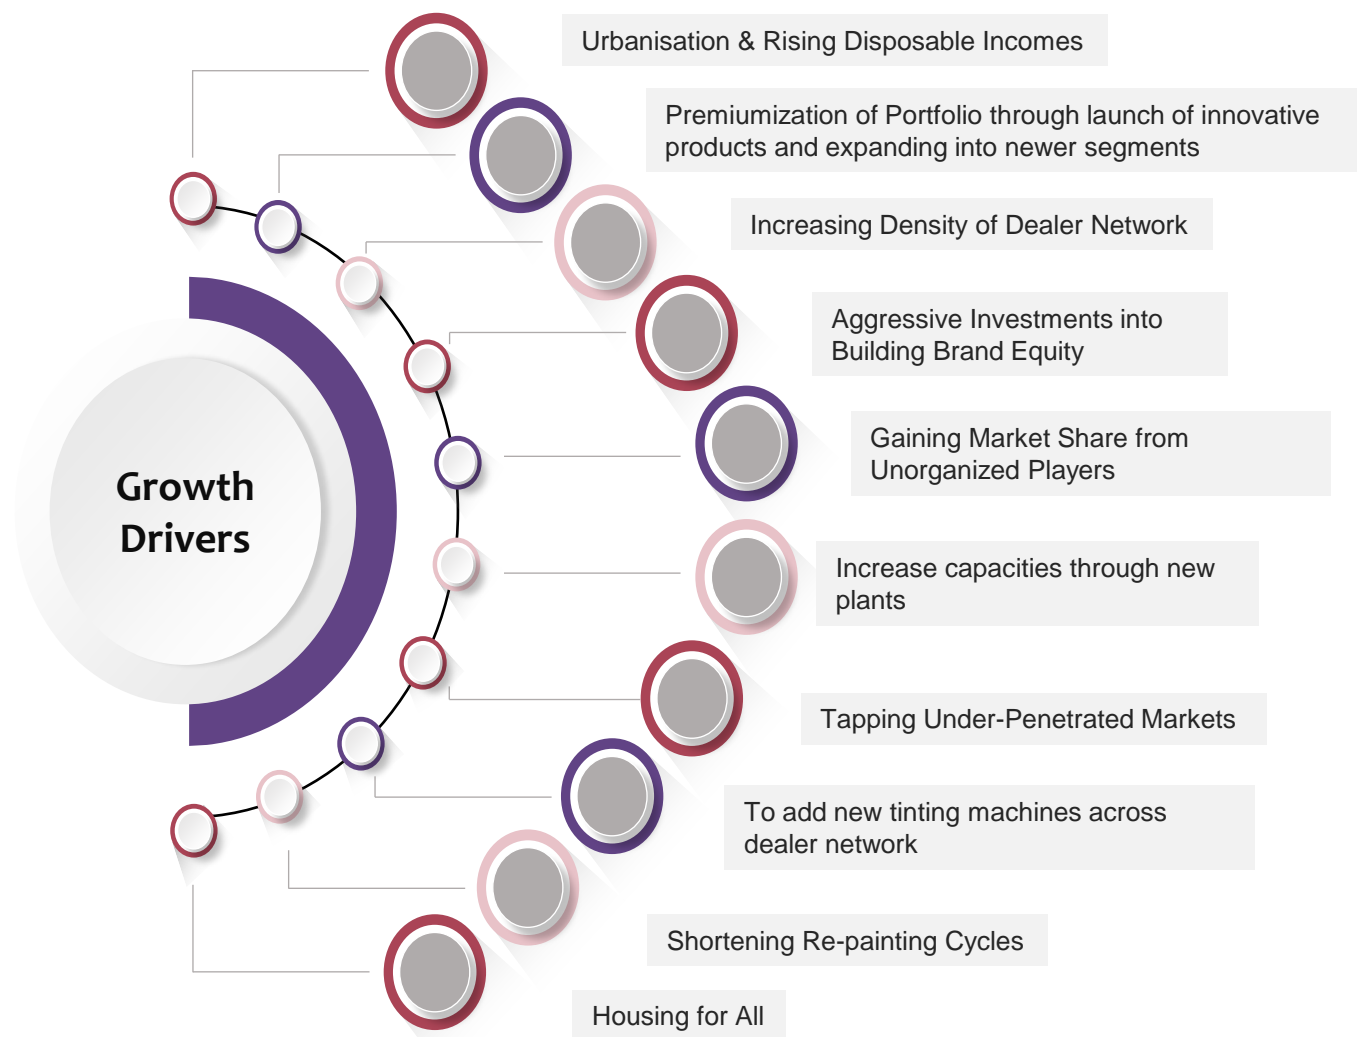 Urbanisation & Rising Disposable Incomes
Premiumization of Portfolio through launch of innovative
products and expanding into newer segments
Increasing Density of Dealer Network
Aggressive Investments into
Building Brand Equity
Gaining Market Share from
Unorganized Players
Growth
Drivers
Increase capacities through new
plants
Tapping Under-Penetrated Markets
To add new tinting machines across
dealer network
Shortening Re-painting Cycles
Housing for All